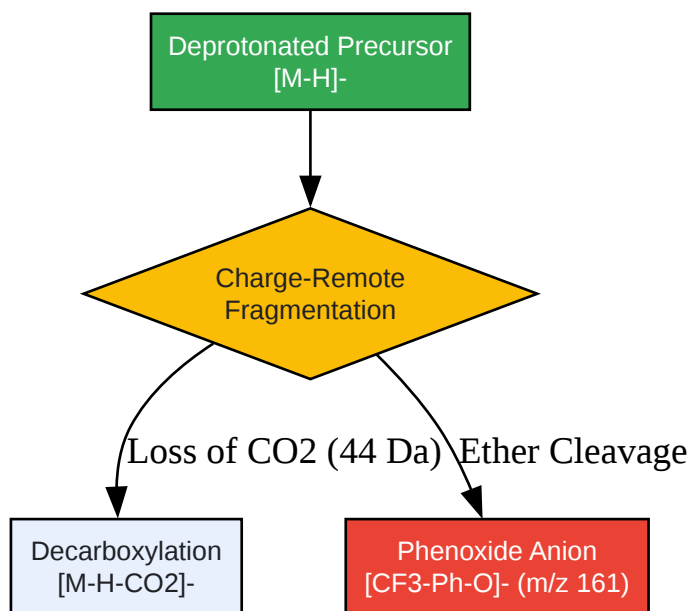 Deprotonated Precursor
[M-H]-
Charge-Remote
Fragmentation
Loss of CO2 (44 Da)
Ether Cleavage
Decarboxylation
[M-H-CO2]-
Phenoxide Anion
[CF3-Ph-O]- (m/z 161)